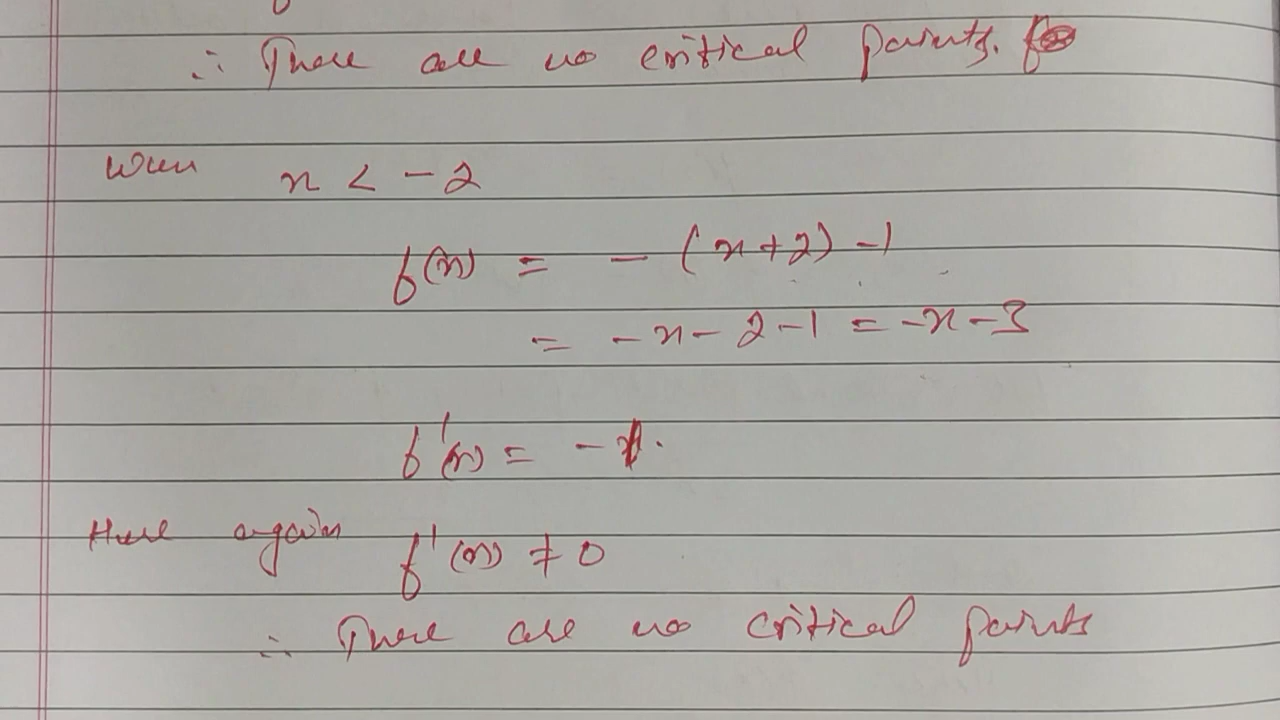 ∴ There are no critical points.
When x < -2
f(x) = - (x+2) -1
= -x - 2 - 1 = -x - 3
f'(x) = -1.
Here again f'(x) ≠ 0
∴ There are no critical points